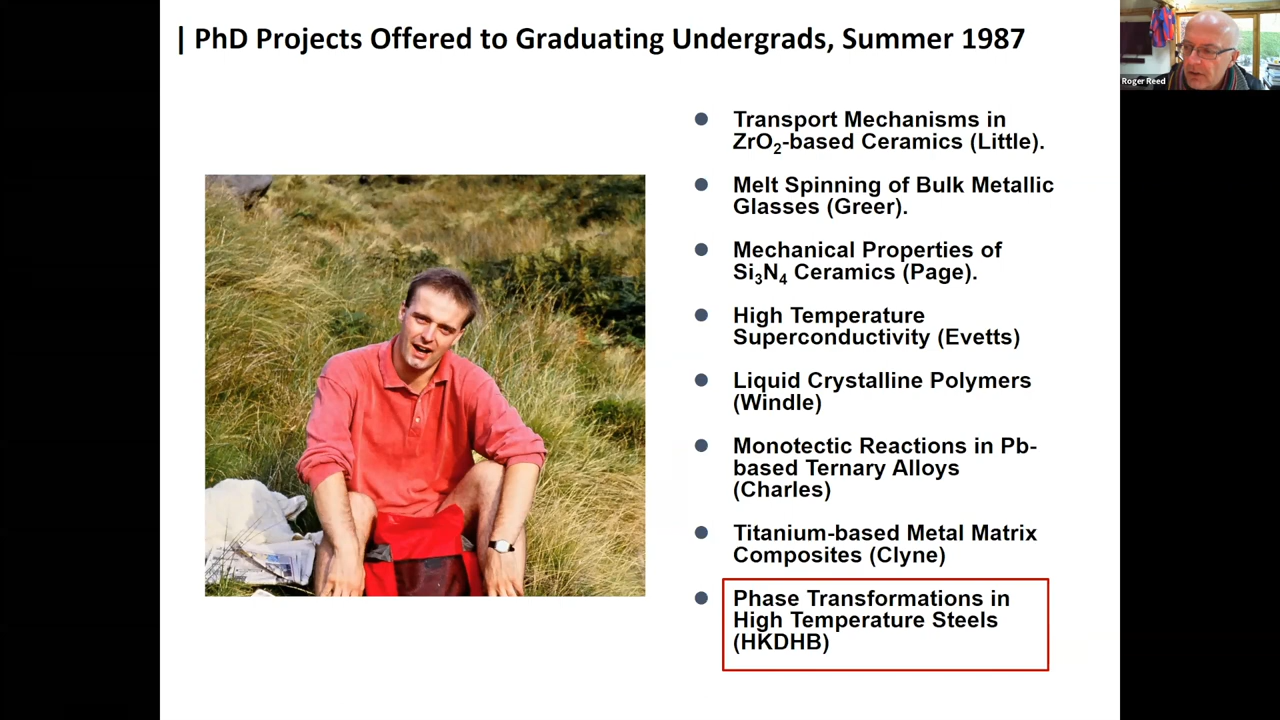 | PhD Projects Offered to Graduating Undergrads, Summer 1987
Roger Reed
Transport Mechanisms in
ZrO₂-based Ceramics (Little).
Melt Spinning of Bulk Metallic
Glasses (Greer).
Mechanical Properties of
Si₃N₄ Ceramics (Page).
High Temperature
Superconductivity (Evetts)
Liquid Crystalline Polymers
(Windle)
Monotectic Reactions in Pb-
based Ternary Alloys
(Charles)
Titanium-based Metal Matrix
Composites (Clyne)
Phase Transformations in
High Temperature Steels
(HKDHB)